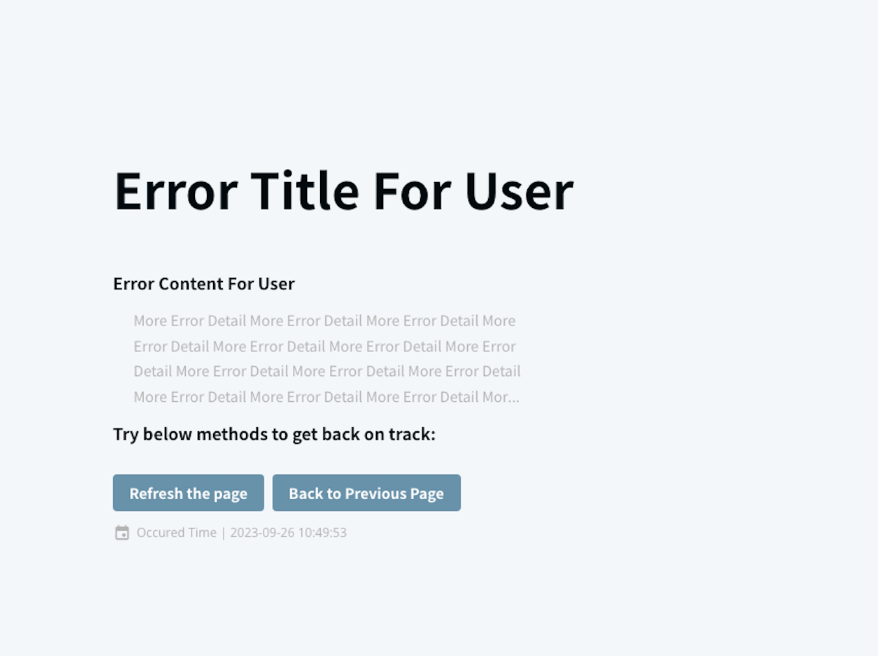 Error Title For User
Error Content For User
More Error Detail More Error Detail More Error Detail More
Error Detail More Error Detail More Error Detail More Error
Detail More Error Detail More Error Detail More Error Detail
More Error Detail More Error Detail More Error Detail Mor...
Try below methods to get back on track:
Refresh the page
Back to Previous Page
Occured Time | 2023-09-26 10:49:53